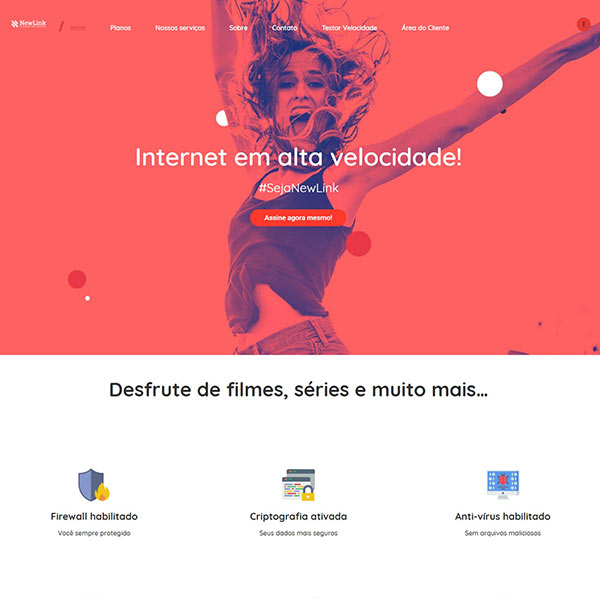 NewLink
/ Início Planos Nossos serviços Sobre Contato Testar Velocidade Área do Cliente
Internet em alta velocidade!
#SejaNewLink
Assine agora mesmo!
Desfrute de filmes, séries e muito mais...
Firewall habilitado Criptografia ativada Anti-vírus habilitado
Você sempre protegido Seus dados mais seguros Sem arquivos maliciosos